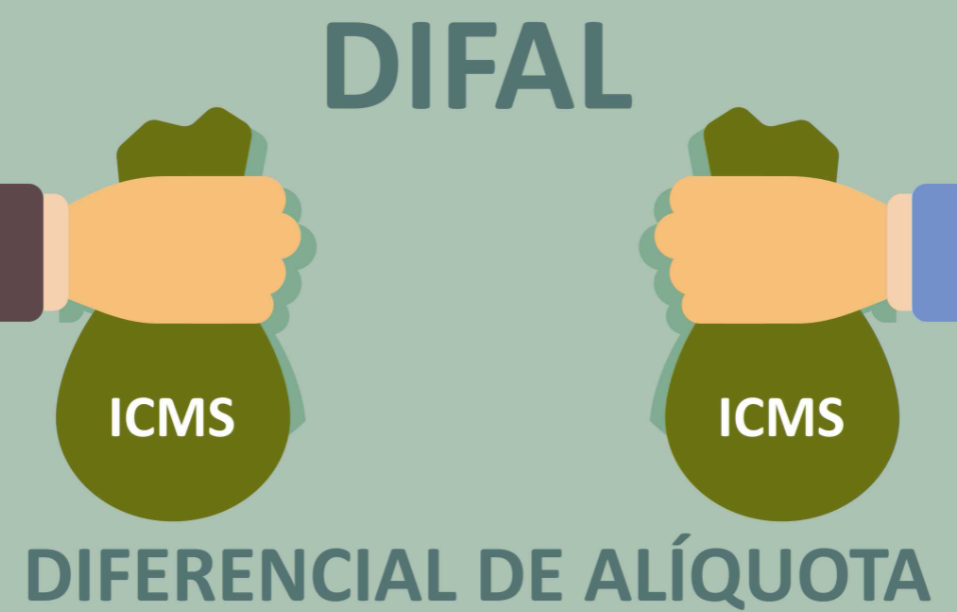 DIFAL
ICMS
ICMS
DIFERENCIAL DE ALÍQUOTA